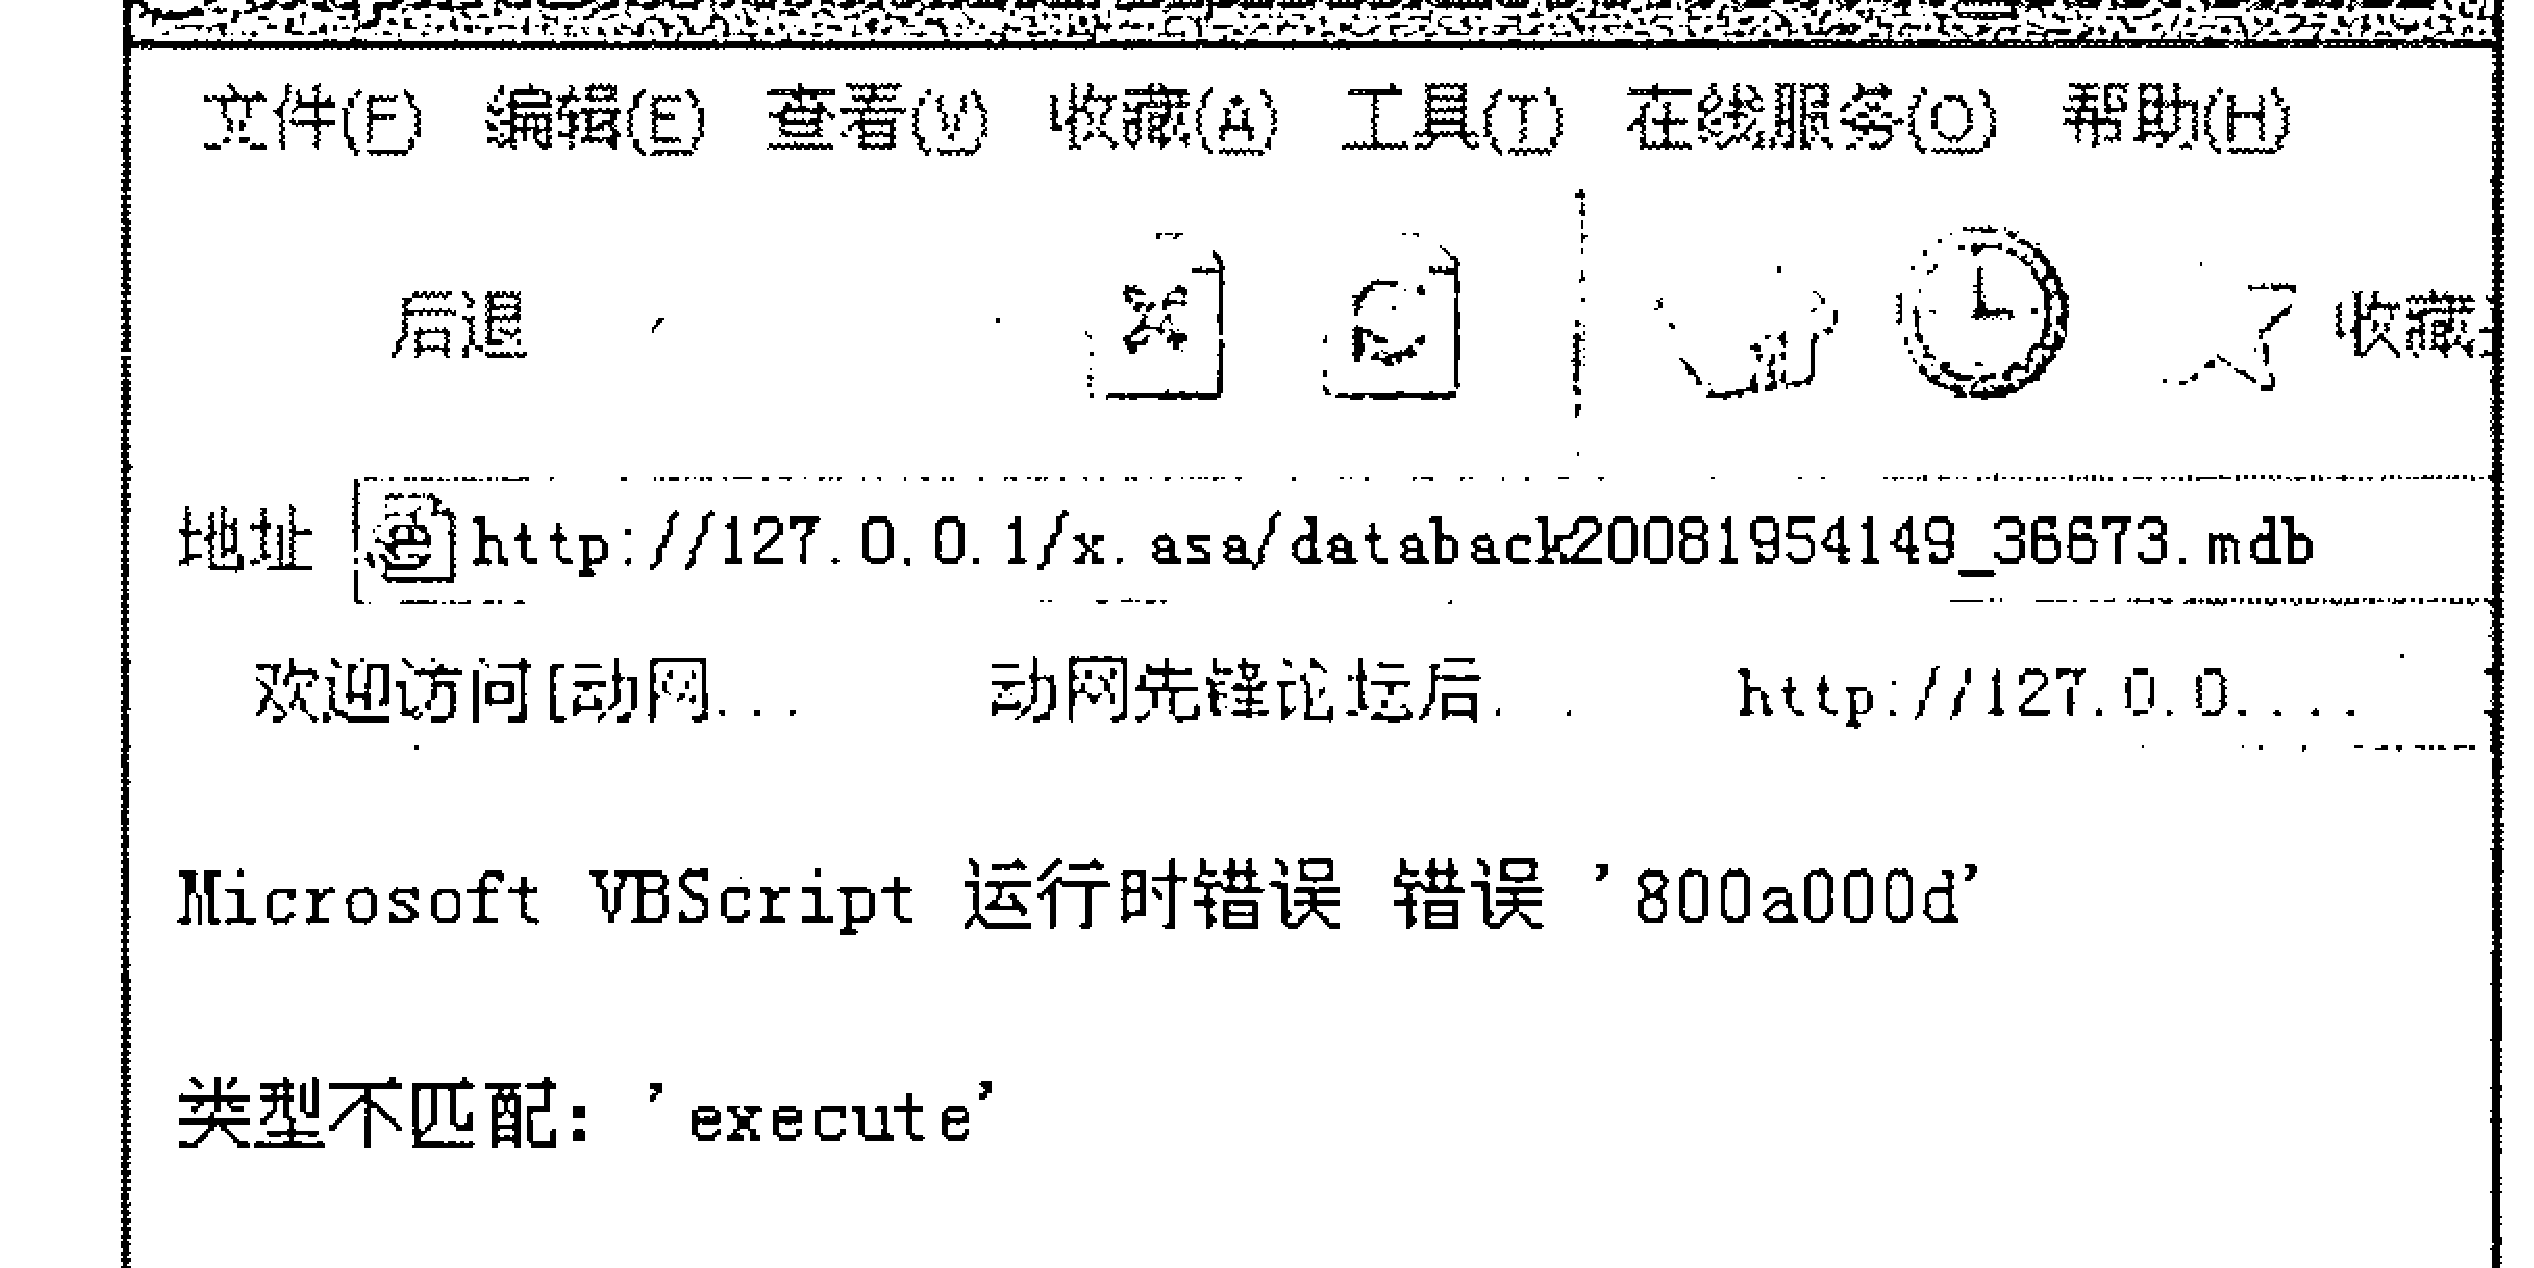 文件(F) 编辑(E) 查看(V) 收藏(A) 工具(T) 在线服务(O) 帮助(H)
后退 收藏
地址 http://127.0.0.1/x.asa/databack20081954149_36673.mdb
欢迎访问[动网... 动网先锋论坛后. . http://127.0.0....
Microsoft VBScript 运行时错误 错误 '800a000d'
类型不匹配: 'execute'